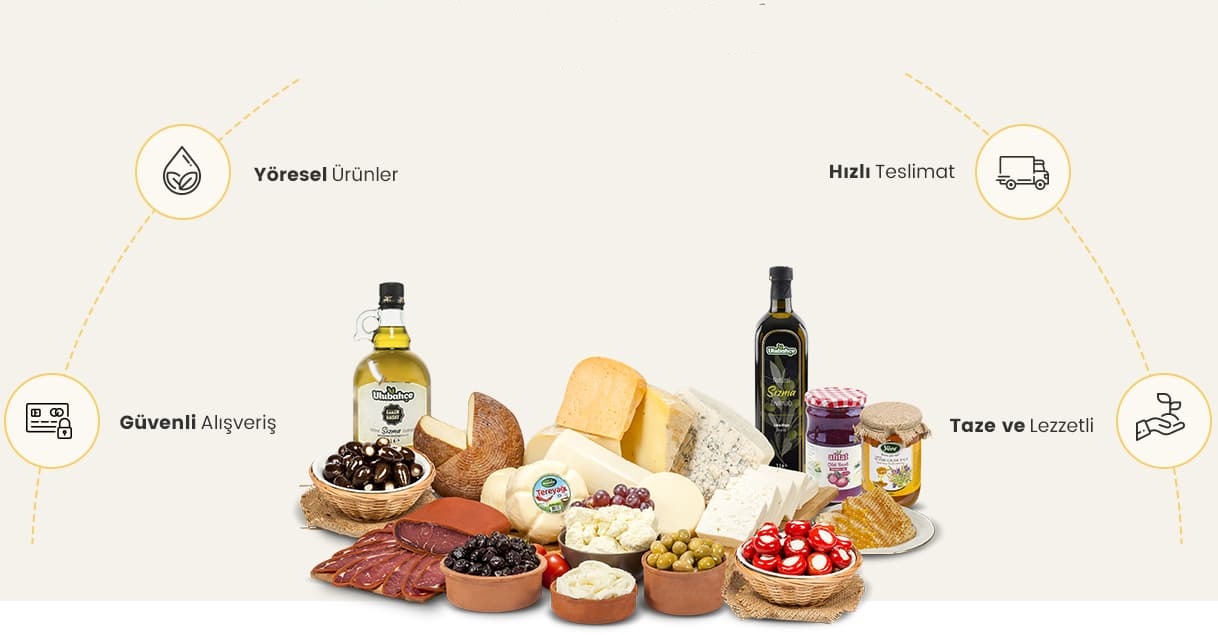 Yöresel Ürünler
Hızlı Teslimat
Güvenli Alışveriş
Taze ve Lezzetli
Ulubahçe
Sızma
Ulubahçe
Sızma
Tereyağı